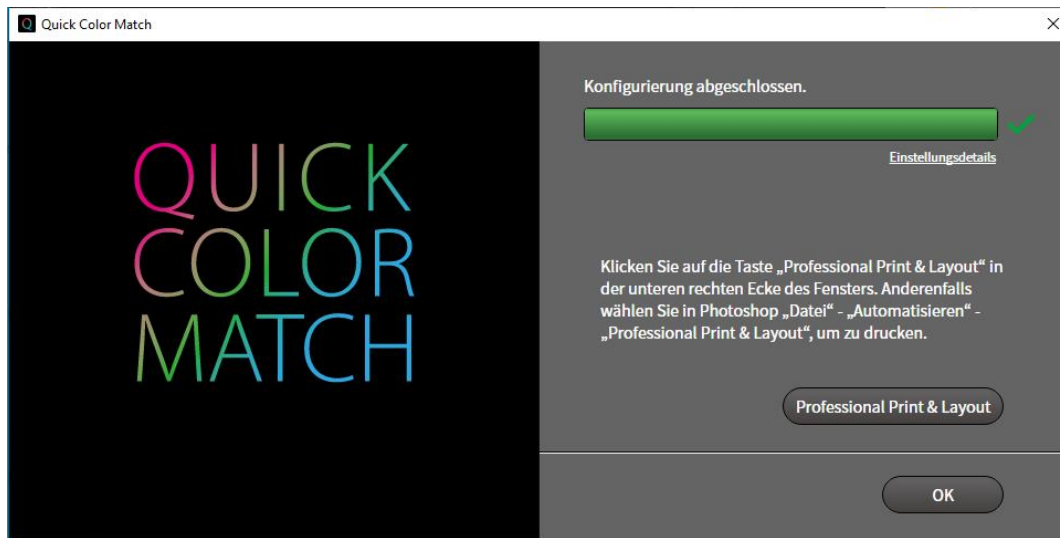 Quick Color Match
QUICK
COLOR
MATCH
Konfigurierung abgeschlossen.
Einstellungsdetails
Klicken Sie auf die Taste „Professional Print & Layout“ in
der unteren rechten Ecke des Fensters. Anderenfalls
wählen Sie in Photoshop „Datei“ - „Automatisieren“ -
„Professional Print & Layout“, um zu drucken.
Professional Print & Layout
OK